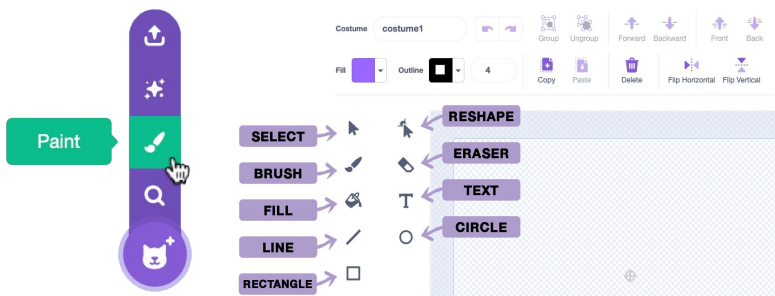 Paint
Costume costume1
Group Ungroup Forward Backward Front Back
Fill Outline 4
Copy Paste Delete Flip Horizontal Flip Vertical
SELECT
RESHAPE
BRUSH
ERASER
FILL
T
TEXT
LINE
CIRCLE
RECTANGLE